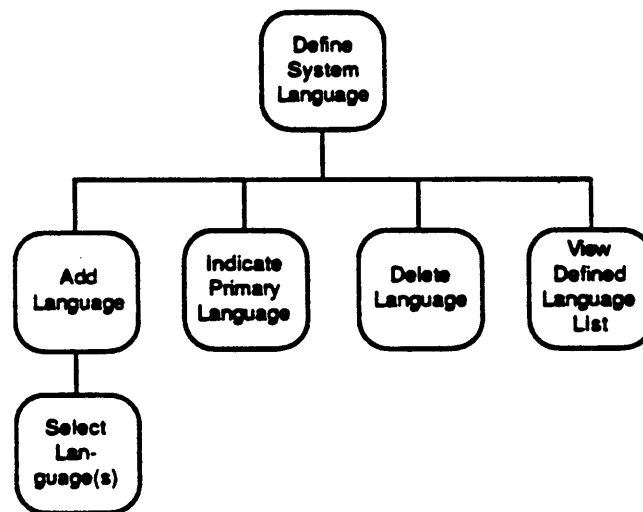 Define
System
Language
Add
Language
Indicate
Primary
Language
Delete
Language
View
Defined
Language
List
Select
Lan-
guage(s)